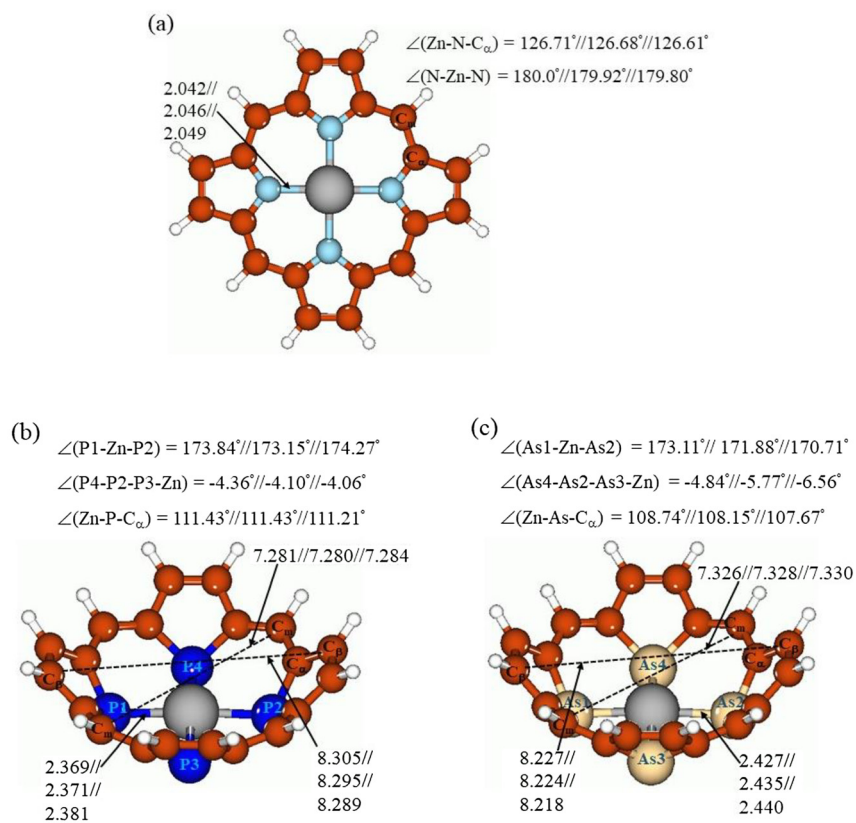 (a)
∠(Zn-N-Cα) = 126.71°//126.68°//126.61°
∠(N-Zn-N) = 180.0°//179.92°//179.80°
2.042//
2.046//
2.049
Cm
Cα
(b)
∠(P1-Zn-P2) = 173.84°//173.15°//174.27°
∠(P4-P2-P3-Zn) = -4.36°//-4.10°//-4.06°
∠(Zn-P-Cα) = 111.43°//111.43°//111.21°
7.281//7.280//7.284
Cm
Cβ
P4
Cα
Cβ
P1
P2
Cm
P3
2.369//
2.371//
2.381
8.305//
8.295//
8.289
(c)
∠(As1-Zn-As2) = 173.11°// 171.88°//170.71°
∠(As4-As2-As3-Zn) = -4.84°//-5.77°//-6.56°
∠(Zn-As-Cα) = 108.74°//108.15°//107.67°
7.326//7.328//7.330
Cm
Cβ
As4
Cα
Cβ
As1
As2
Cm
As3
8.227//
8.224//
8.218
2.427//
2.435//
2.440